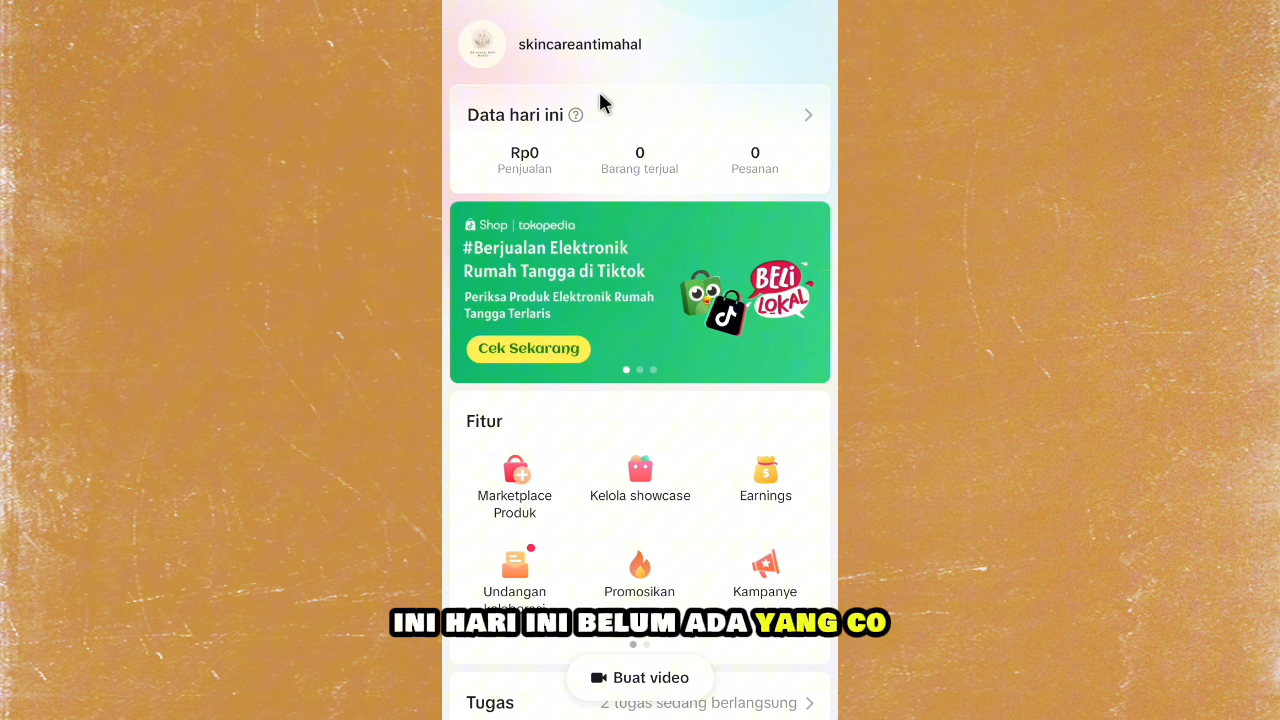 skincareantimahal
Data hari ini
Rp0
Penjualan
0
Barang terjual
0
Pesanan
Shop | tokopedia
#Berjualan Elektronik
Rumah Tangga di Tiktok
Periksa Produk Elektronik Rumah
Tangga Terlaris
Cek Sekarang
BELi
LOKAL
Fitur
Marketplace
Produk
Kelola showcase
Earnings
Undangan
kolaborasi
Promosikan
Kampanye
INI HARI INI BELUM ADA YANG CO
Buat video
Tugas
2 tugas sedang berlangsung